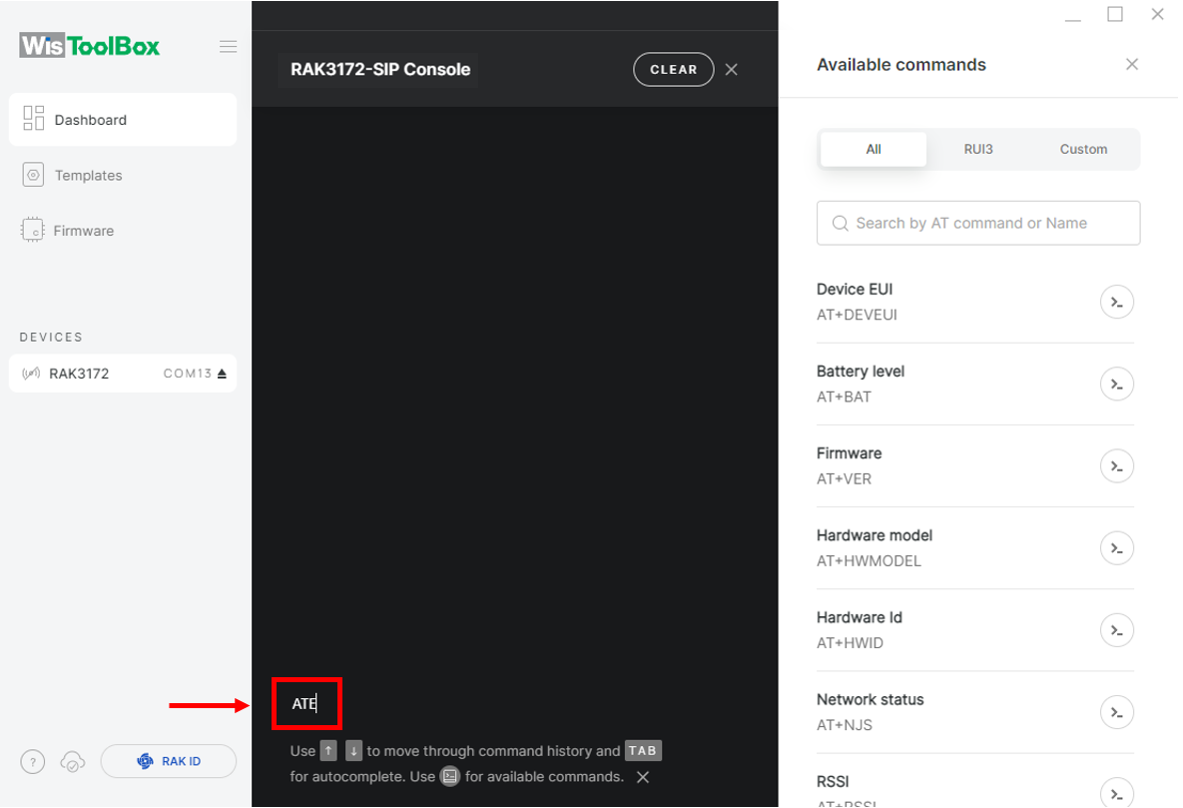 WisToolBox
Dashboard
Templates
Firmware
DEVICES
RAK3172 COM13
? RAK ID
RAK3172-SIP Console CLEAR
ATE
Use ↑ ↓ to move through command history and TAB
for autocomplete. Use for available commands.
Available commands
All RUI3 Custom
Search by AT command or Name
Device EUI
AT+DEVEUI
Battery level
AT+BAT
Firmware
AT+VER
Hardware model
AT+HWMODEL
Hardware Id
AT+HWID
Network status
AT+NJS
RSSI
AT+RSSI